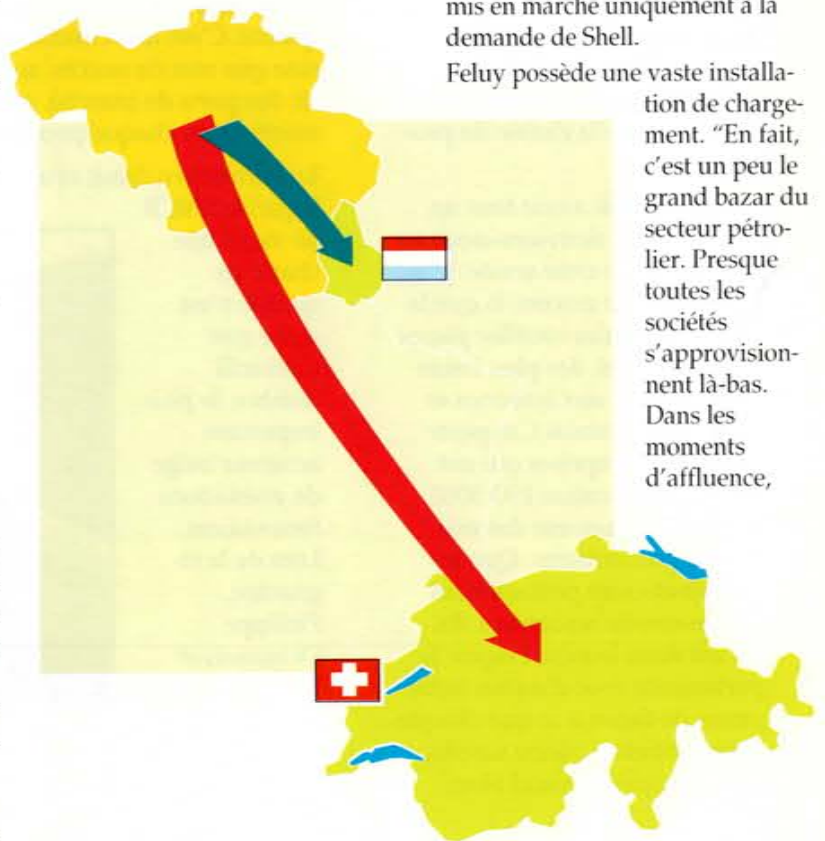 mis en marche uniquement à la
demande de Shell.
Feluy possède une vaste installa-
tion de charge-
ment. “En fait,
c’est un peu le
grand bazar du
secteur pétro-
lier. Presque
toutes les
sociétés
s’approvision-
nent là-bas.
Dans les
moments
d’affluence,